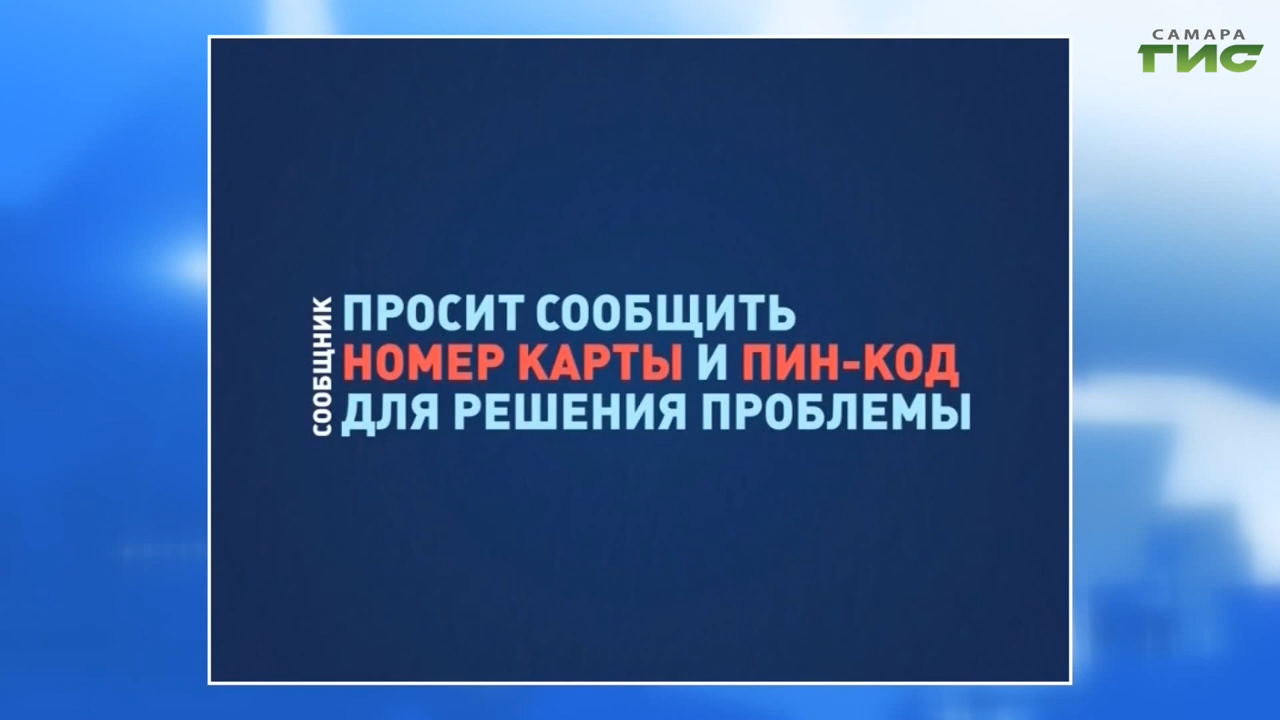 САМАРА
ГИС
СООБЩНИК
ПРОСИТ СООБЩИТЬ
НОМЕР КАРТЫ И ПИН-КОД
ДЛЯ РЕШЕНИЯ ПРОБЛЕМЫ